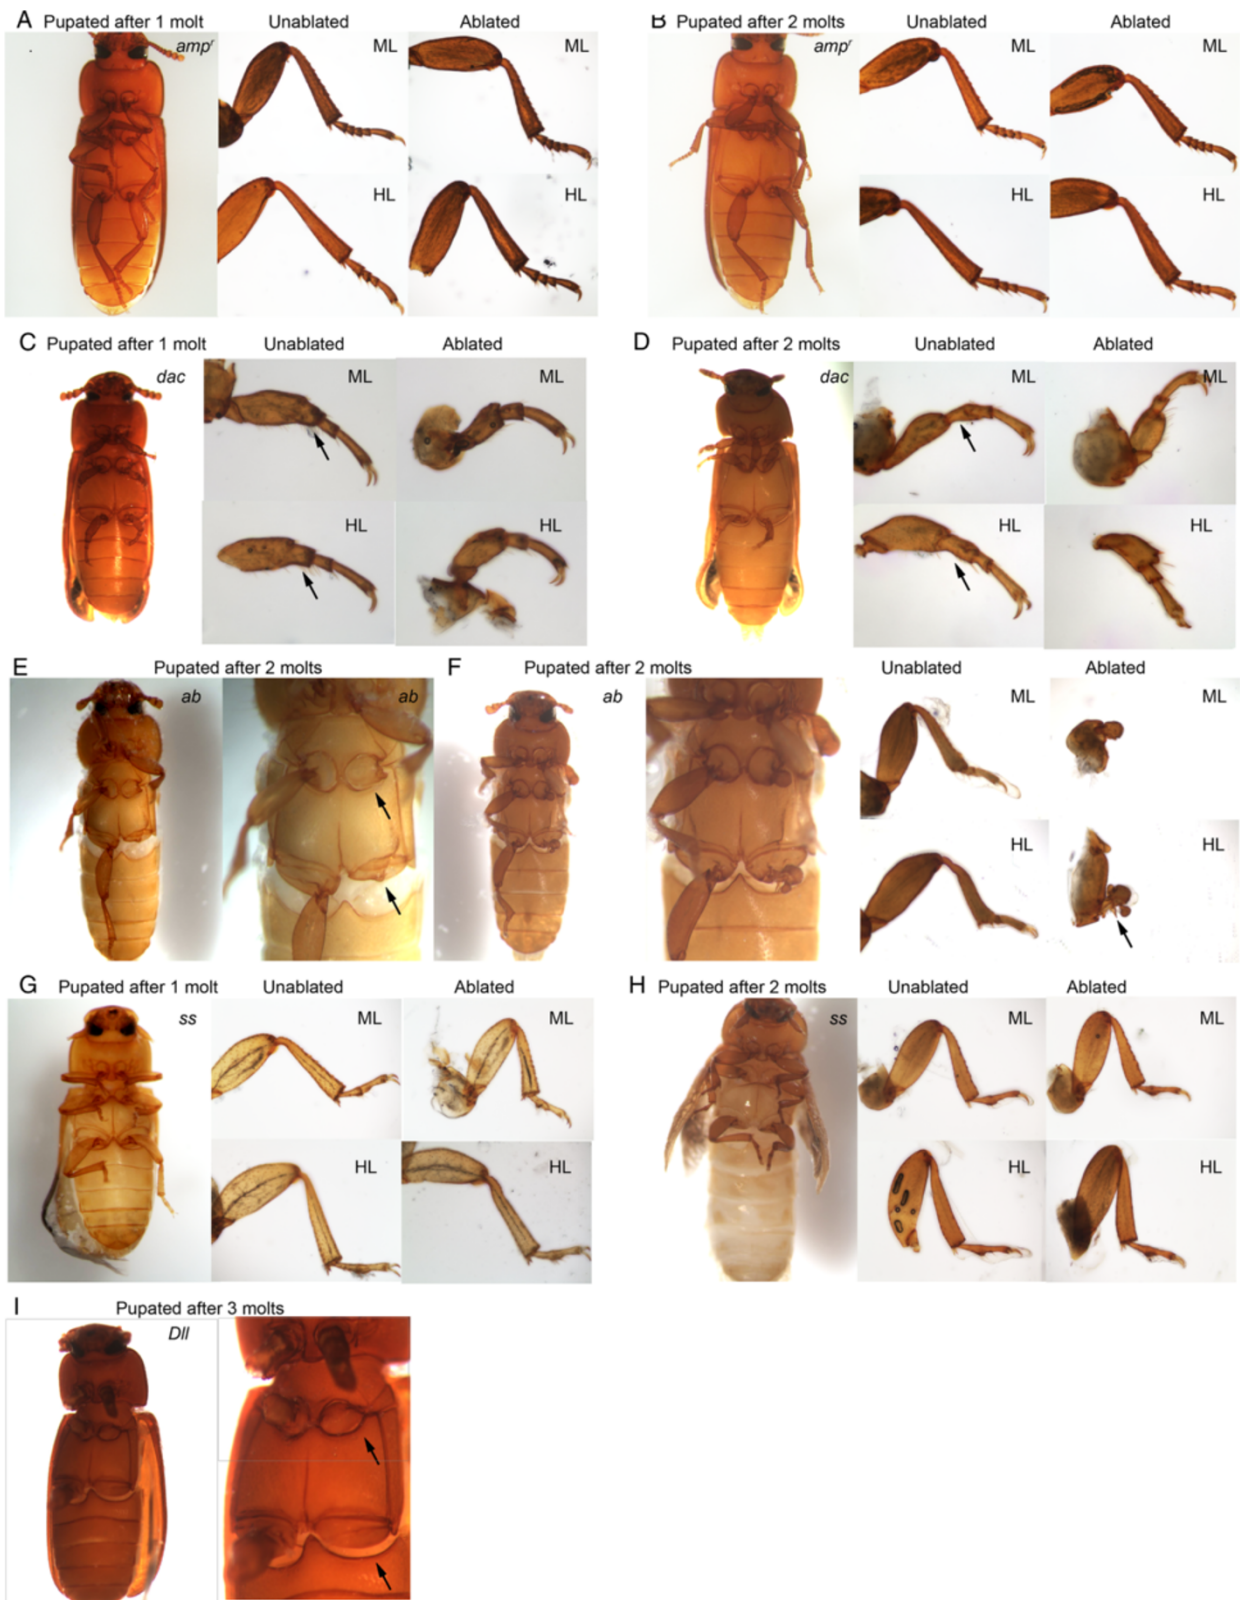 A Pupated after 1 molt Unablated Ablated
B Pupated after 2 molts Unablated Ablated
ampʳ ML ML
ampʳ ML ML
HL HL
HL HL
C Pupated after 1 molt Unablated Ablated
D Pupated after 2 molts Unablated Ablated
dac ML ML
dac ML ML
HL HL
HL HL
E Pupated after 2 molts
F Pupated after 2 molts Unablated Ablated
ab ab
ab ML ML
HL HL
G Pupated after 1 molt Unablated Ablated
H Pupated after 2 molts Unablated Ablated
ss ML ML
ss ML ML
HL HL
HL HL
I Pupated after 3 molts
Dll